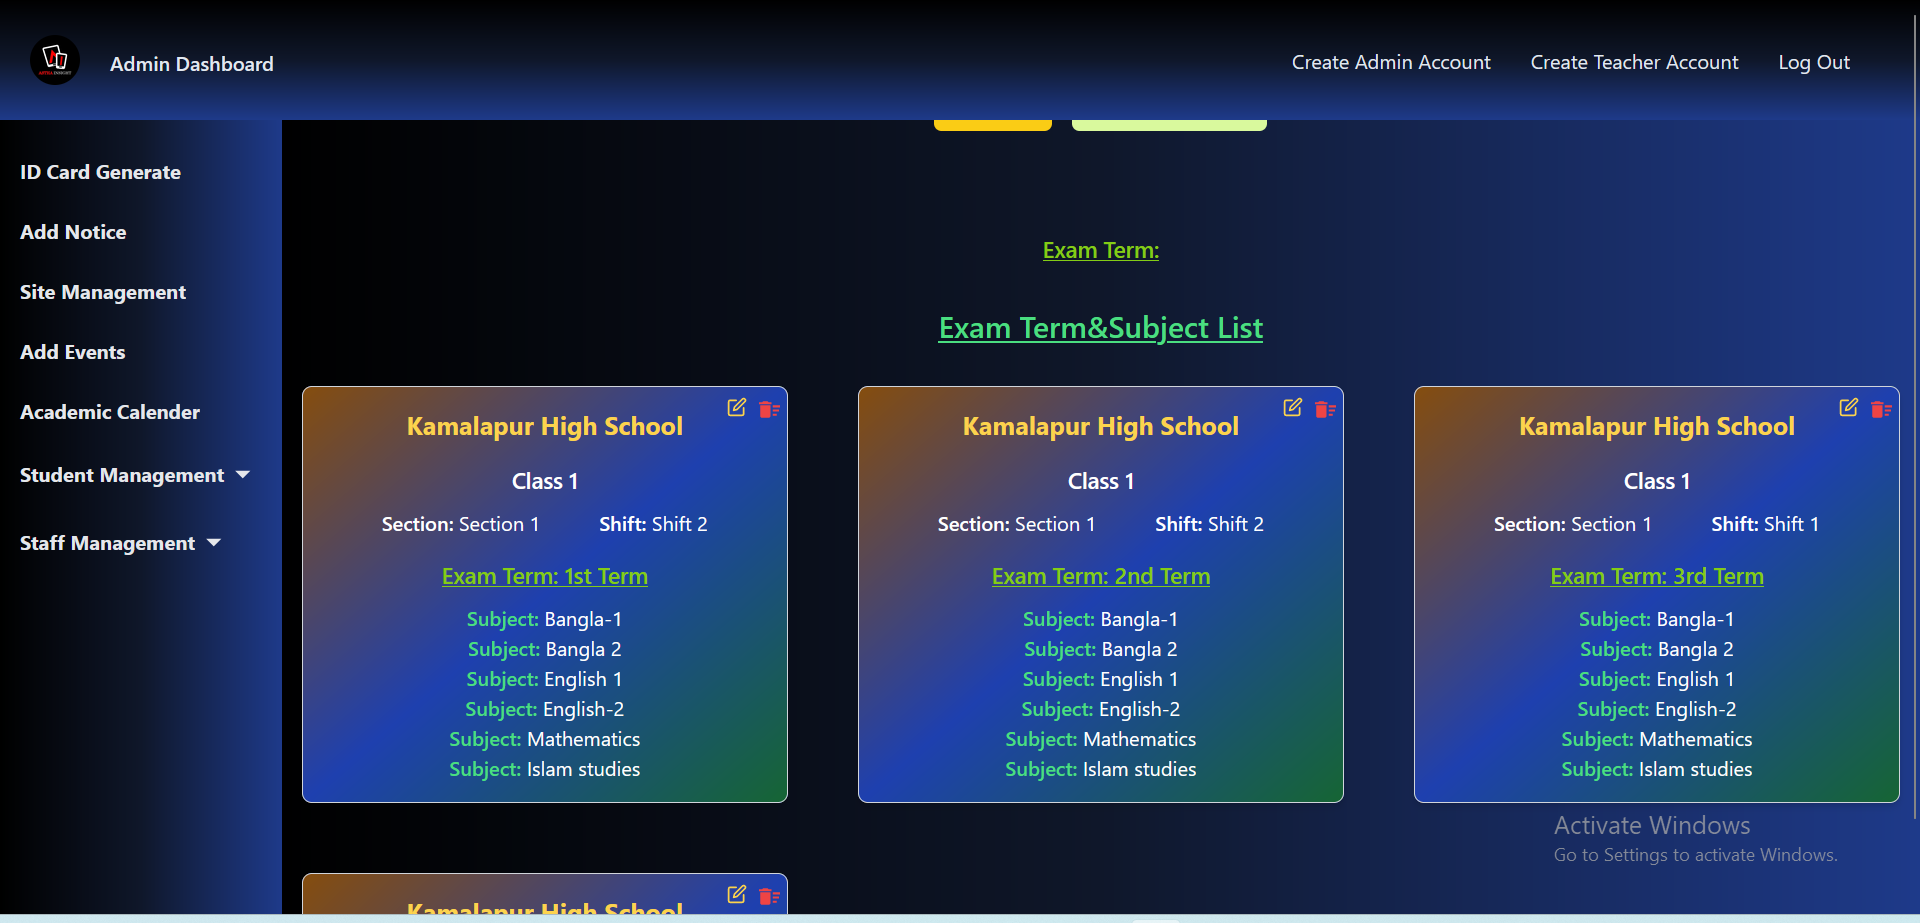 Admin Dashboard
Create Admin Account
Create Teacher Account
Log Out
ID Card Generate
Add Notice
Site Management
Add Events
Academic Calender
Student Management
Staff Management
Exam Term:
Exam Term&Subject List
Kamalapur High School
Class 1
Section: Section 1 Shift: Shift 2
Exam Term: 1st Term
Subject: Bangla-1
Subject: Bangla 2
Subject: English 1
Subject: English-2
Subject: Mathematics
Subject: Islam studies
Kamalapur High School
Class 1
Section: Section 1 Shift: Shift 2
Exam Term: 2nd Term
Subject: Bangla-1
Subject: Bangla 2
Subject: English 1
Subject: English-2
Subject: Mathematics
Subject: Islam studies
Kamalapur High School
Class 1
Section: Section 1 Shift: Shift 1
Exam Term: 3rd Term
Subject: Bangla-1
Subject: Bangla 2
Subject: English 1
Subject: English-2
Subject: Mathematics
Subject: Islam studies
Kamalapur High School
Activate Windows
Go to Settings to activate Windows.